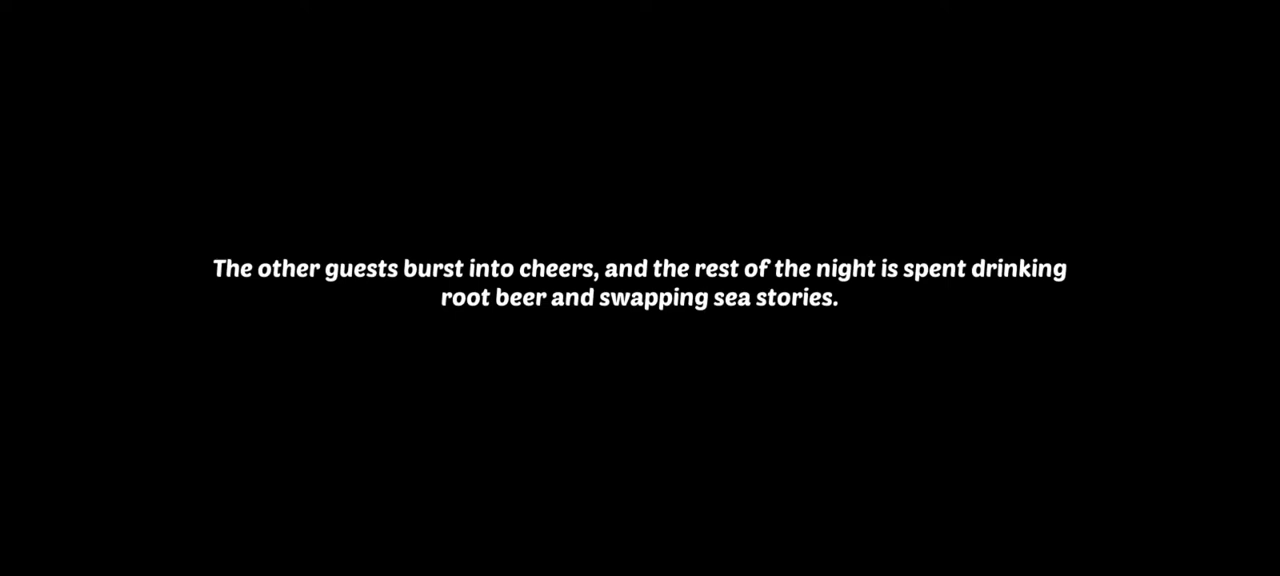 The other guests burst into cheers, and the rest of the night is spent drinking
root beer and swapping sea stories.